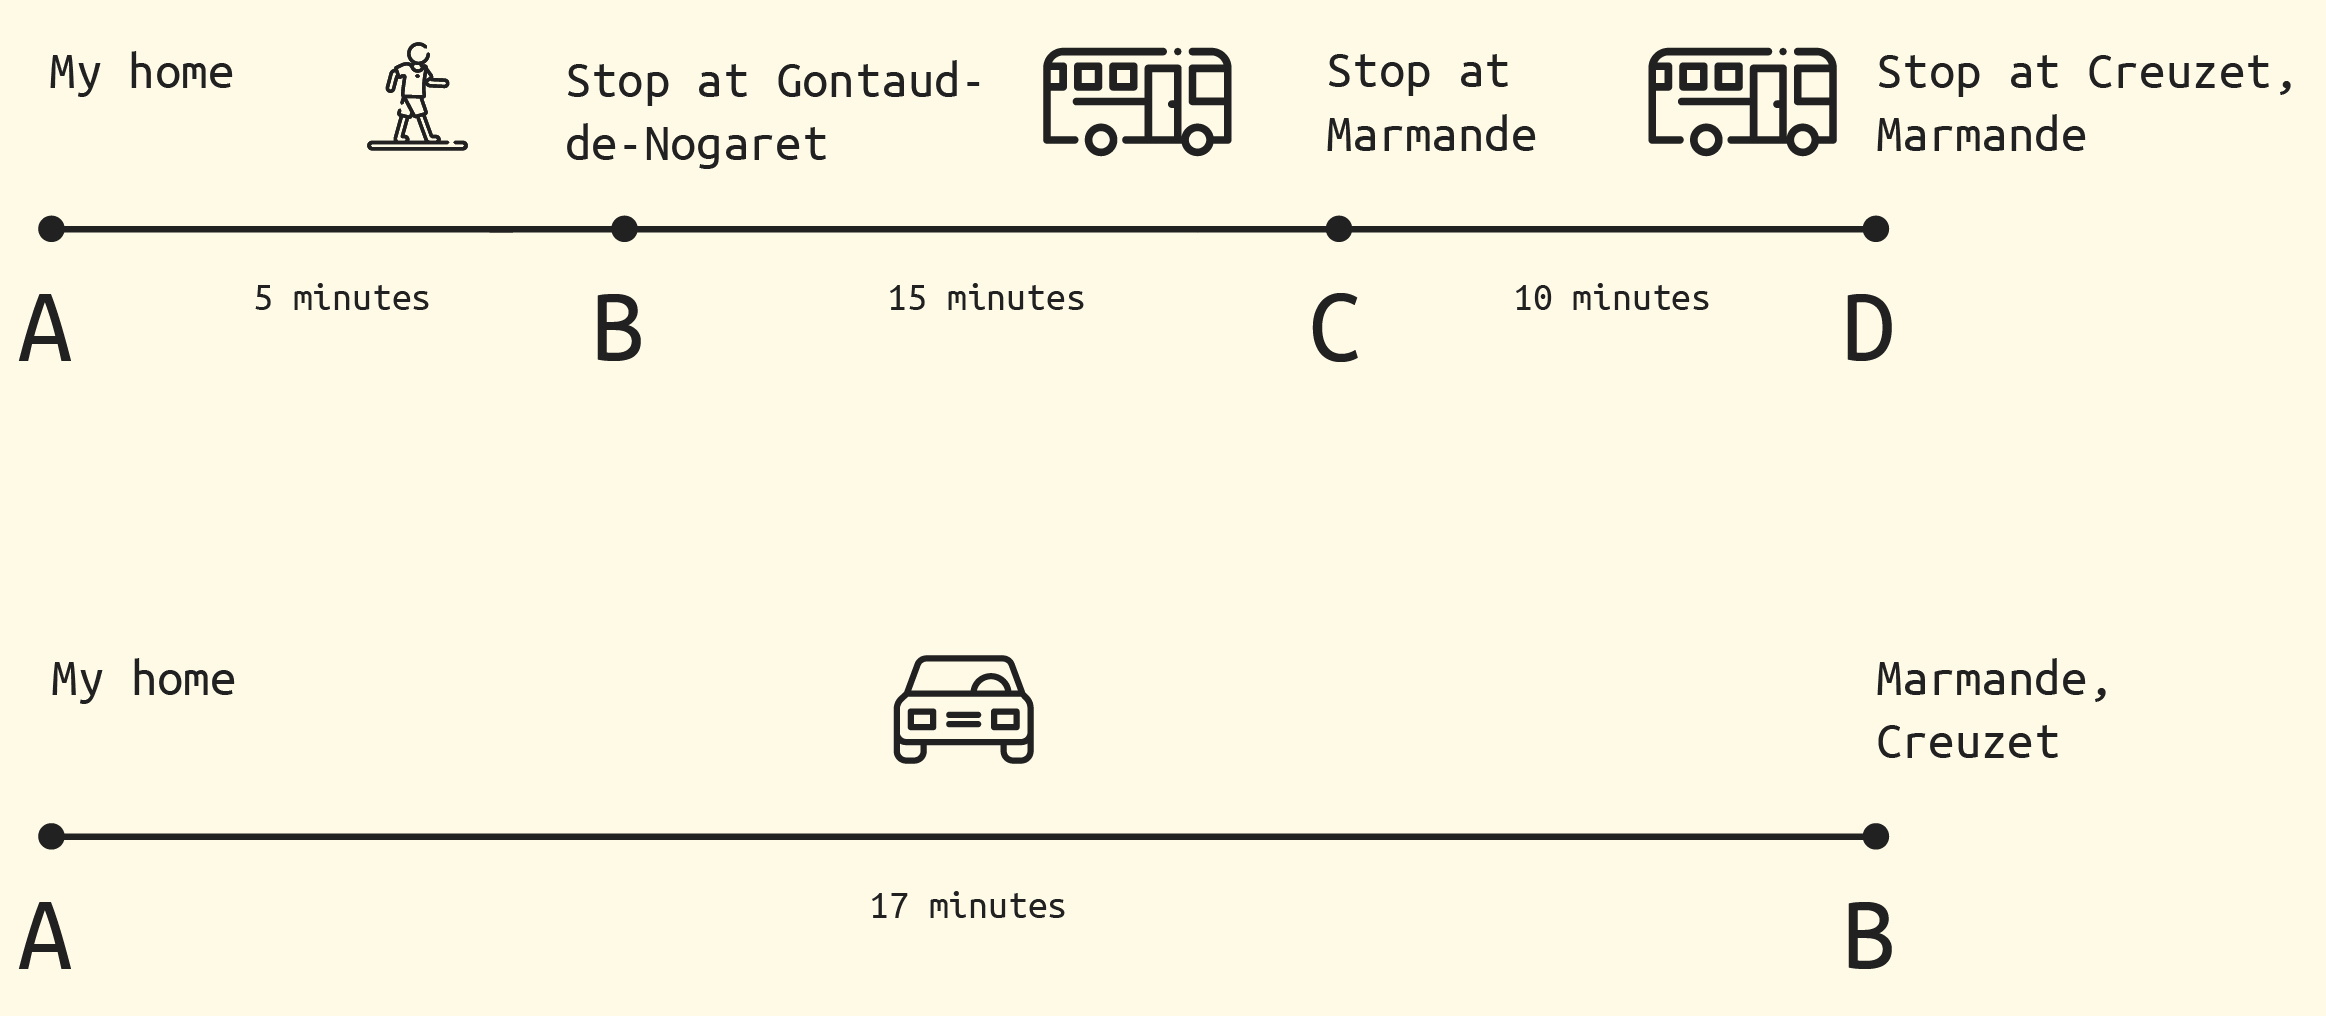 My home
Stop at Gontaud-
de-Nogaret
Stop at
Marmande
Stop at Creuzet,
Marmande
5 minutes
15 minutes
10 minutes
A
B
C
D
My home
Marmande,
Creuzet
17 minutes
A
B